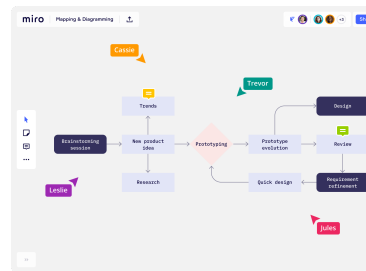 miro
Mapping & Diagramming
+3
Sh
Cassie
Trevor
Trends
Design
Brainstorming
session
New product
idea
Prototyping
Prototype
evolution
Review
Research
Quick design
Requirement
refinement
Leslie
Jules